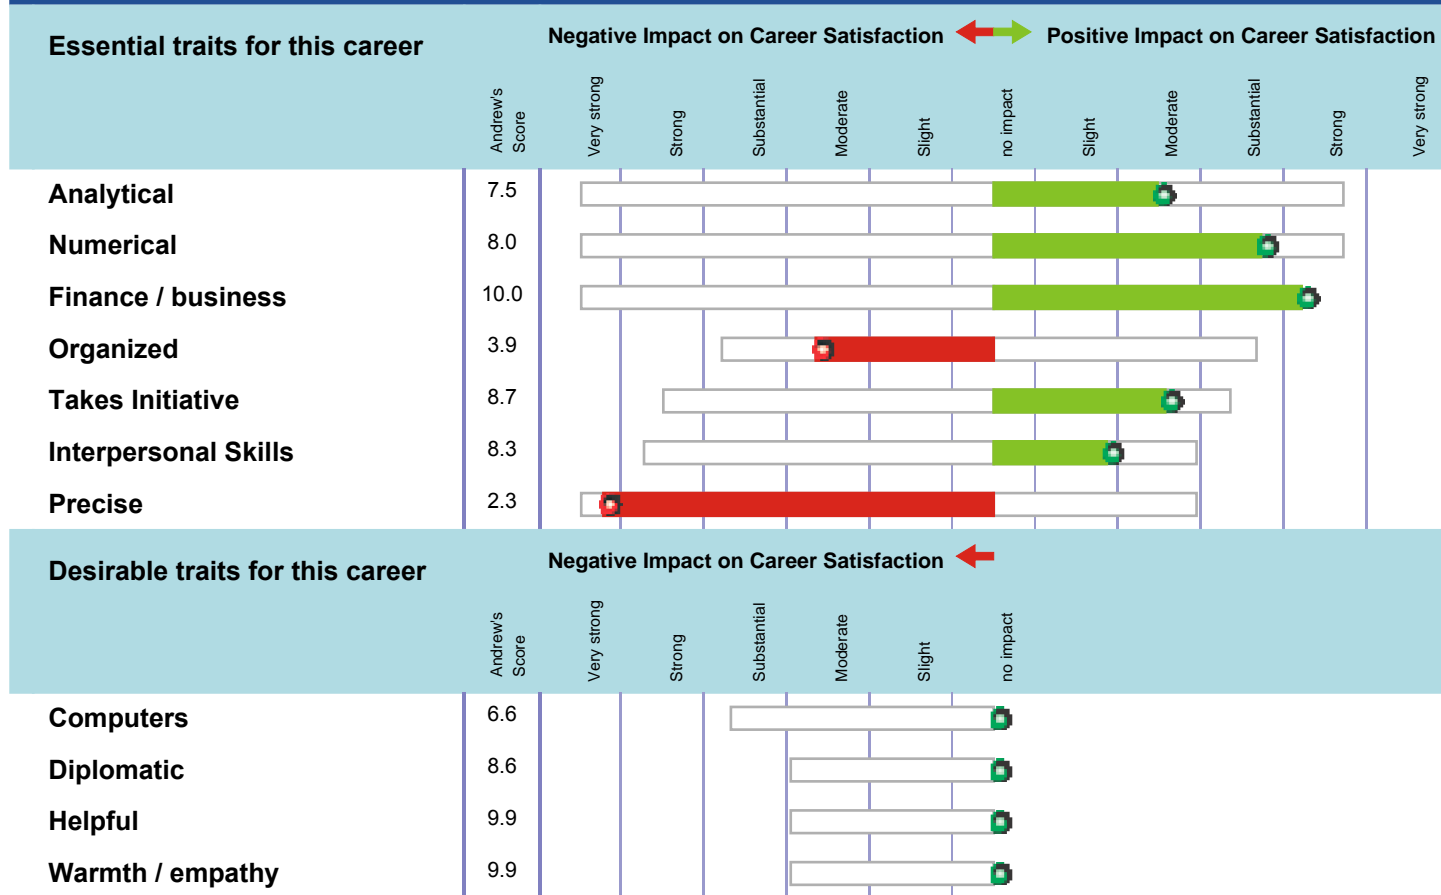 Essential traits for this career
Negative Impact on Career Satisfaction
Positive Impact on Career Satisfaction
Andrew's
Score
Very strong
Strong
Substantial
Moderate
Slight
no impact
Slight
Moderate
Substantial
Strong
Very strong
Analytical 7.5
Numerical 8.0
Finance / business 10.0
Organized 3.9
Takes Initiative 8.7
Interpersonal Skills 8.3
Precise 2.3
Desirable traits for this career
Negative Impact on Career Satisfaction
Andrew's
Score
Very strong
Strong
Substantial
Moderate
Slight
no impact
Computers 6.6
Diplomatic 8.6
Helpful 9.9
Warmth / empathy 9.9